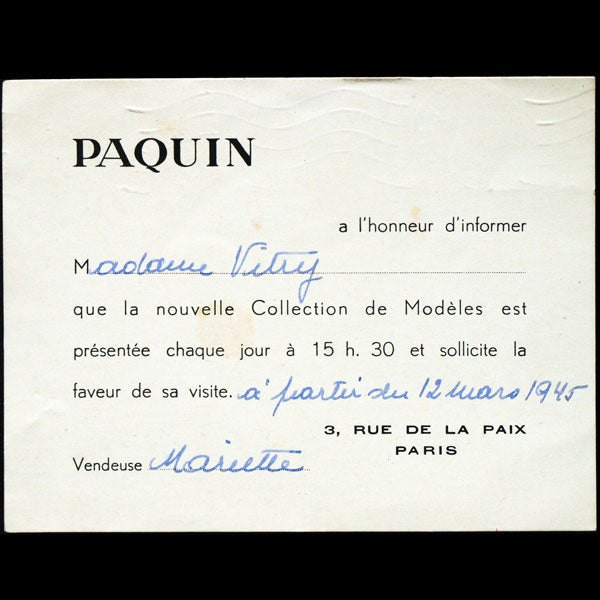 PAQUIN
a l'honneur d'informer
Madame Vitry
que la nouvelle Collection de Modèles est
présentée chaque jour à 15 h. 30 et sollicite la
faveur de sa visite. à partir du 12 mars 1945
3, RUE DE LA PAIX
PARIS
Vendeuse Mariette